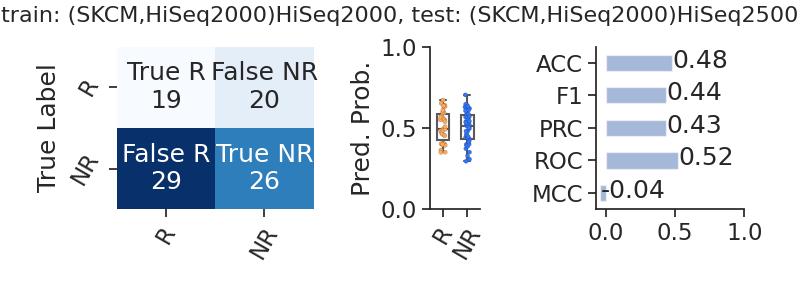 train: (SKCM,HiSeq2000)HiSeq2000, test: (SKCM,HiSeq2000)HiSeq2500
True Label
R
NR
True R
19
False NR
20
False R
29
True NR
26
R
NR
Pred. Prob.
1.0
0.5
0.0
R
NR
ACC
0.48
F1
0.44
PRC
0.43
ROC
0.52
MCC
-0.04
0.0
0.5
1.0